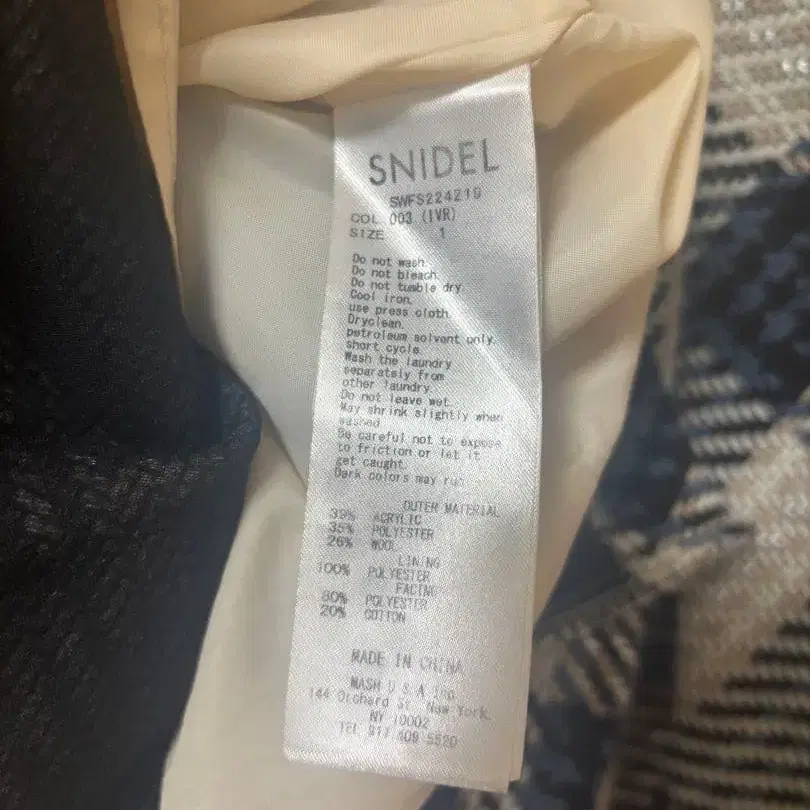 SNIDEL
SWFS224219
COL 003 (IVR)
SIZE 1
Do not wash.
Do not bleach.
Do not tumble dry.
Cool iron.
use press cloth.
Dryclean.
petroleum solvent only.
short cycle.
Wash the laundry
separately from
other laundry.
Do not leave wet.
May shrink slightly when
washed
Be careful not to expose
to friction or let it
get caught.
Dark colors may run
OUTER MATERIAL
39% ACRYLIC
35% POLYESTER
26% WOOL
LINING
100% POLYESTER
FACING
80% POLYESTER
20% COTTON
MADE IN CHINA
MASH U S A Inc
144 Orchard St. New York,
NY 10002
TEL 917 409 5520